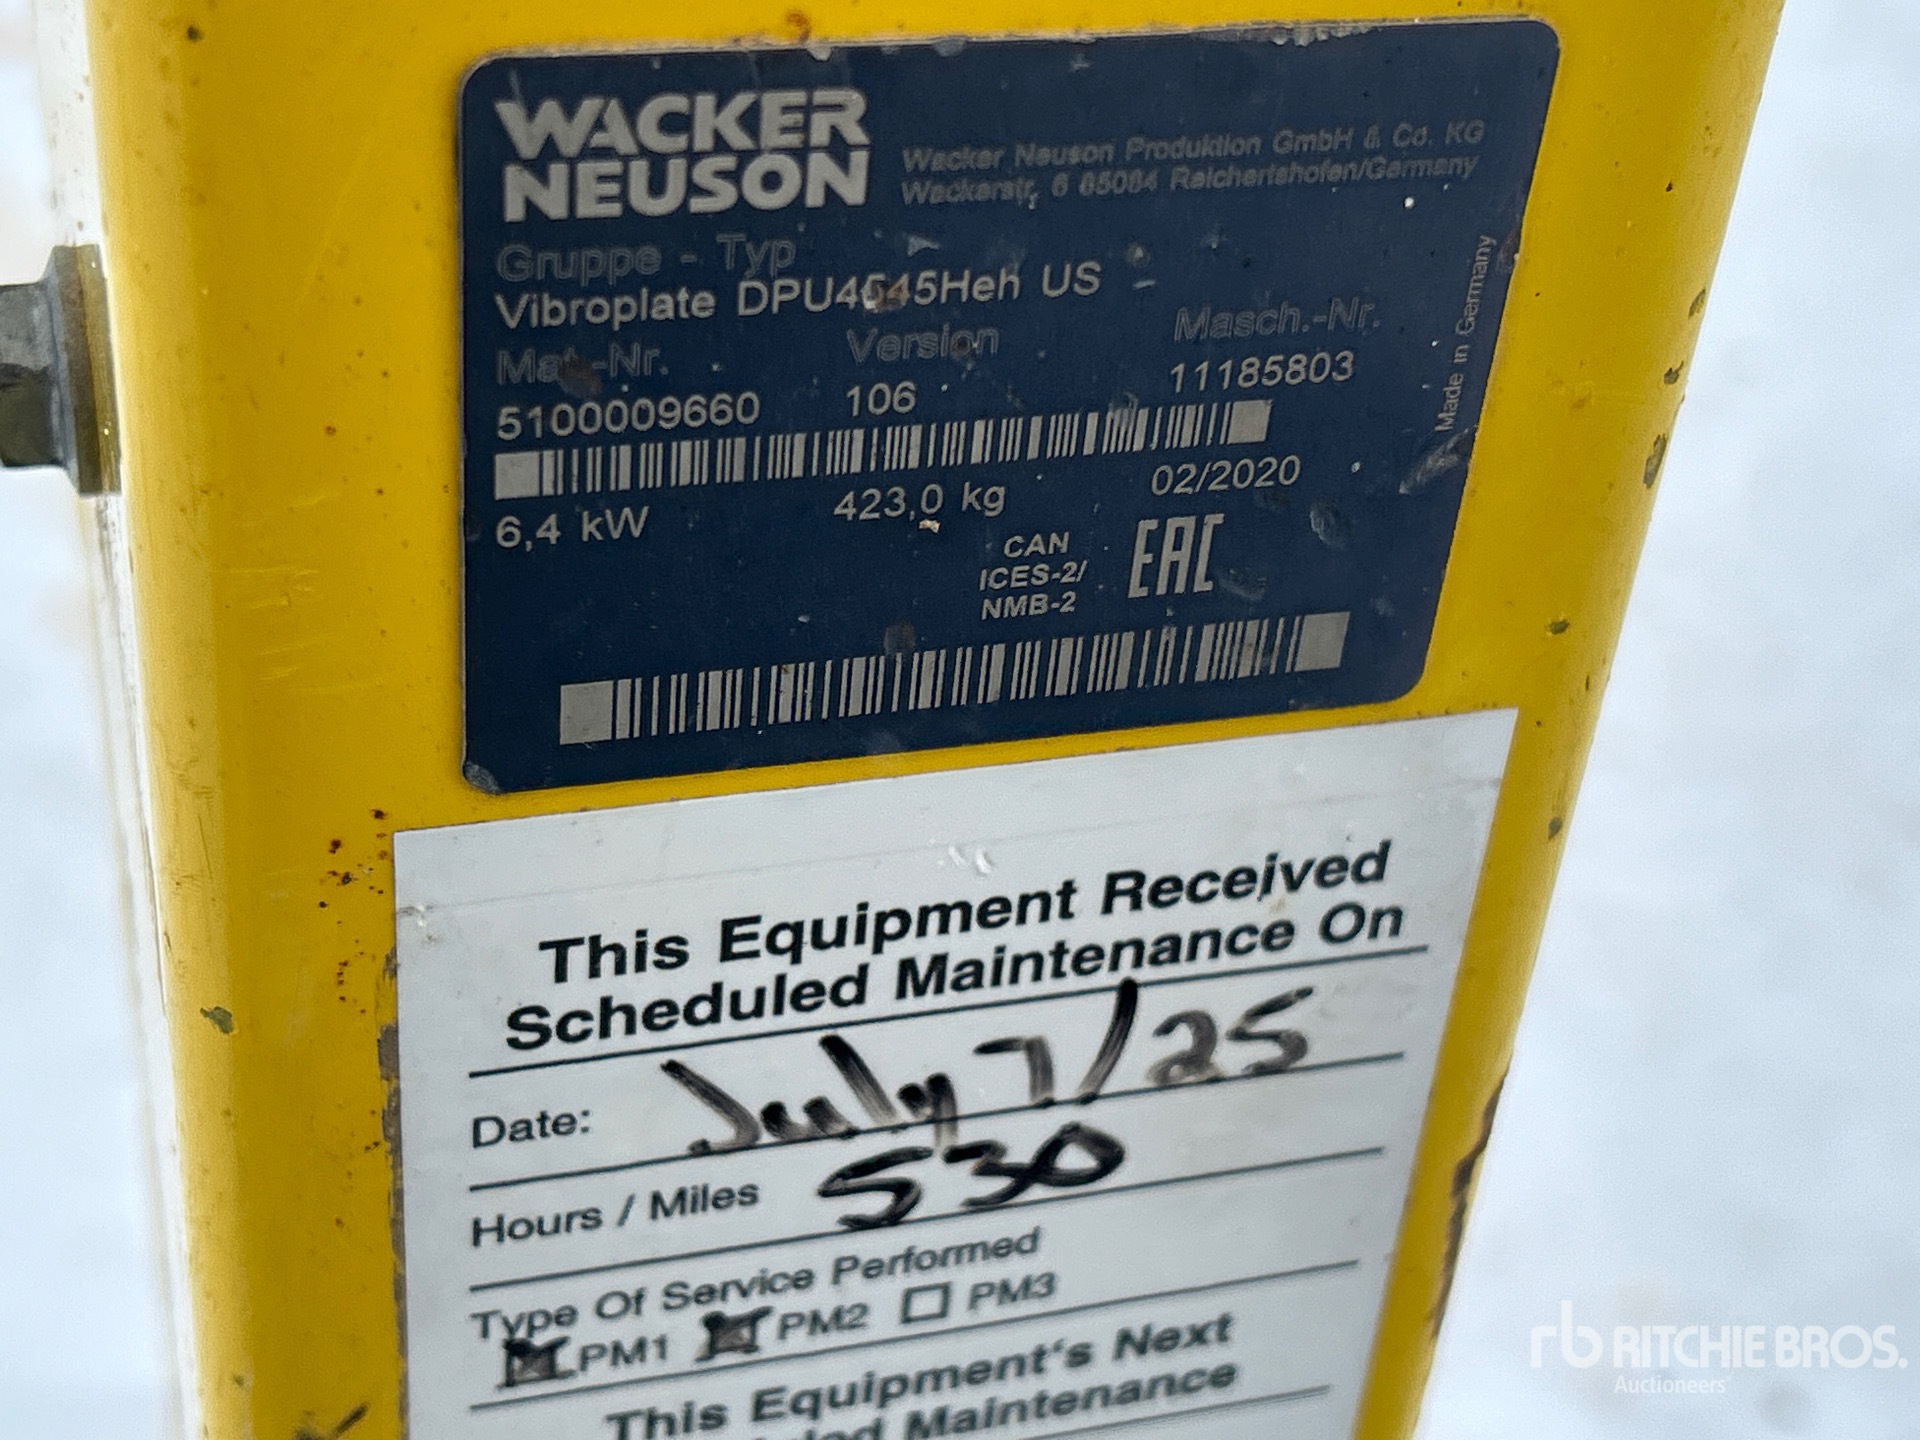 WACKER
NEUSON
Wacker Neuson Produktion GmbH & Co. KG
Wackerstr. 6 85084 Reichertshofen/Germany
Gruppe - Typ
Vibroplate DPU4545Heh US
Mat.-Nr. Version Masch.-Nr.
5100009660 106 11185803
6,4 kW 423,0 kg 02/2020
CAN
ICES-2/
NMB-2
EAC
Made in Germany
This Equipment Received
Scheduled Maintenance On
Date: July 7/25
Hours / Miles 530
Type Of Service Performed
PM1 PM2 PM3
This Equipment's Next
Maintenance
rb RITCHIE BROS.
Auctioneers